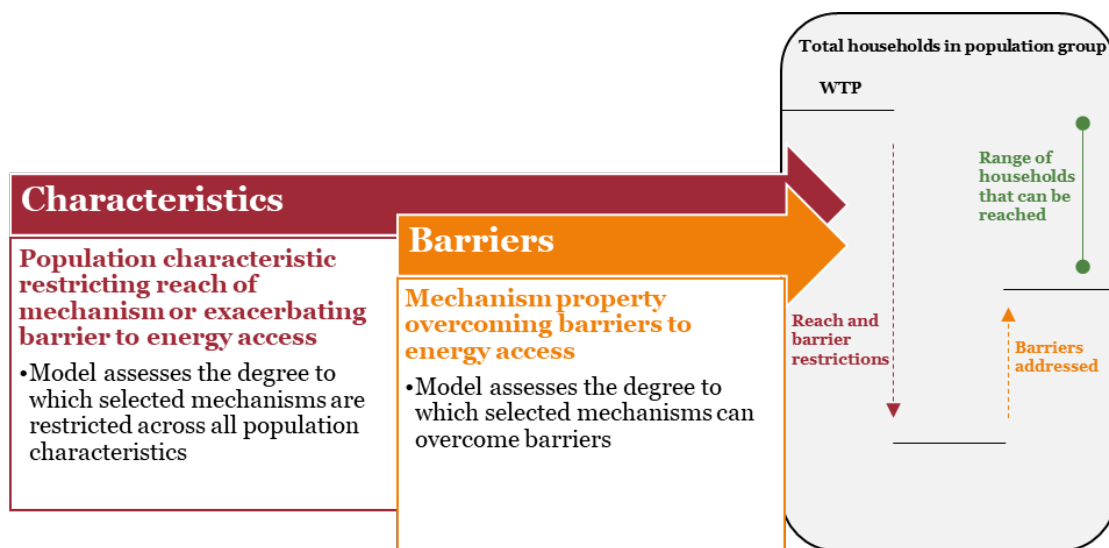 Total households in population group
WTP
Characteristics
Population characteristic
restricting reach of
mechanism or exacerbating
barrier to energy access
•Model assesses the degree to
which selected mechanisms are
restricted across all population
characteristics
Barriers
Mechanism property
overcoming barriers to
energy access
•Model assesses the degree to
which selected mechanisms can
overcome barriers
Reach and
barrier
restrictions
Range of
households
that can be
reached
Barriers
addressed